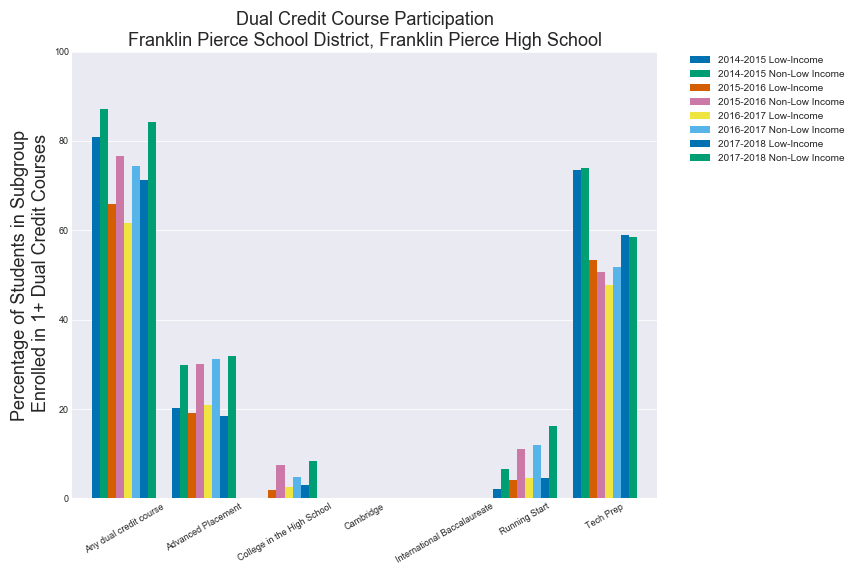 Dual Credit Course Participation
Franklin Pierce School District, Franklin Pierce High School
Percentage of Students in Subgroup
Enrolled in 1+ Dual Credit Courses
100
80
60
40
20
0
Any dual credit course
Advanced Placement
College in the High School
Cambridge
International Baccalaureate
Running Start
Tech Prep
2014-2015 Low-Income
2014-2015 Non-Low Income
2015-2016 Low-Income
2015-2016 Non-Low Income
2016-2017 Low-Income
2016-2017 Non-Low Income
2017-2018 Low-Income
2017-2018 Non-Low Income